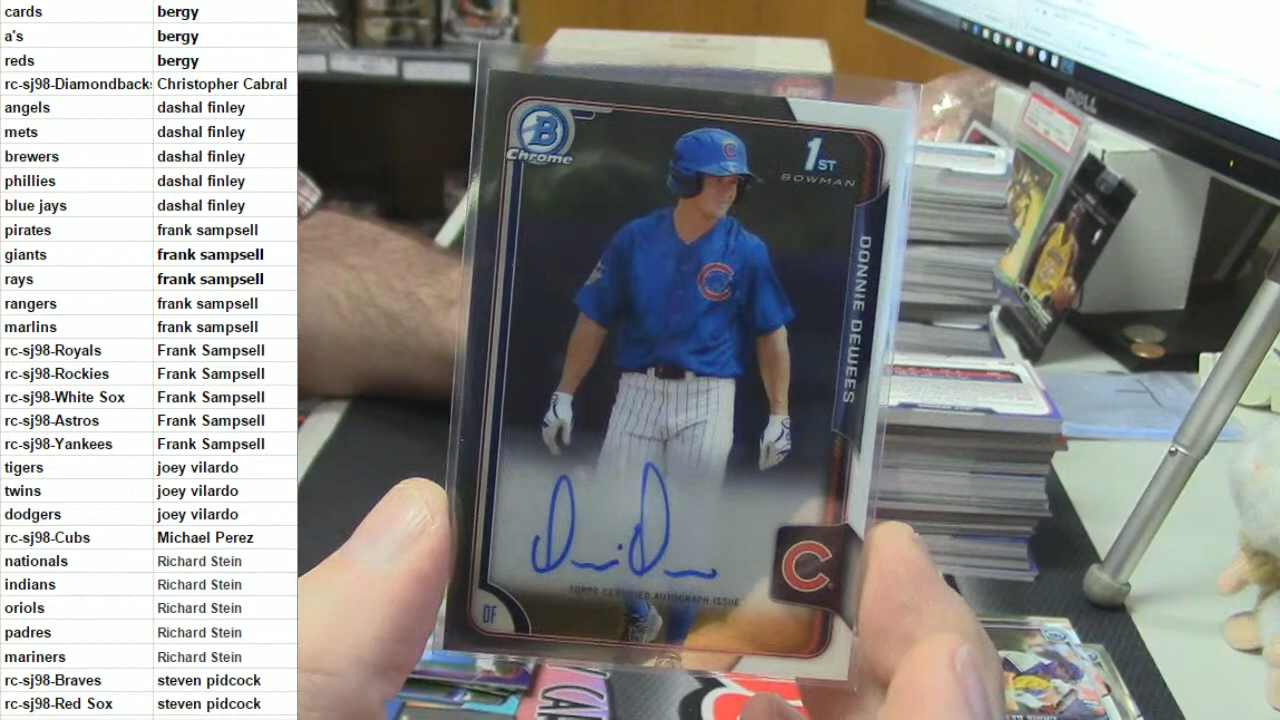 cards bergy
a's bergy
reds bergy
rc-sj98-Diamondbacks Christopher Cabral
angels dashal finley
mets dashal finley
brewers dashal finley
phillies dashal finley
blue jays dashal finley
pirates frank sampsell
giants frank sampsell
rays frank sampsell
rangers frank sampsell
marlins frank sampsell
rc-sj98-Royals Frank Sampsell
rc-sj98-Rockies Frank Sampsell
rc-sj98-White Sox Frank Sampsell
rc-sj98-Astros Frank Sampsell
rc-sj98-Yankees Frank Sampsell
tigers joey vilardo
twins joey vilardo
dodgers joey vilardo
rc-sj98-Cubs Michael Perez
nationals Richard Stein
indians Richard Stein
oriols Richard Stein
padres Richard Stein
mariners Richard Stein
rc-sj98-Braves steven pidcock
rc-sj98-Red Sox steven pidcock
B
Chrome
1ST
BOWMAN
DONNIE DEWEES
C
C
C
TOPPS CERTIFIED AUTOGRAPH ISSUE
OF
DELL